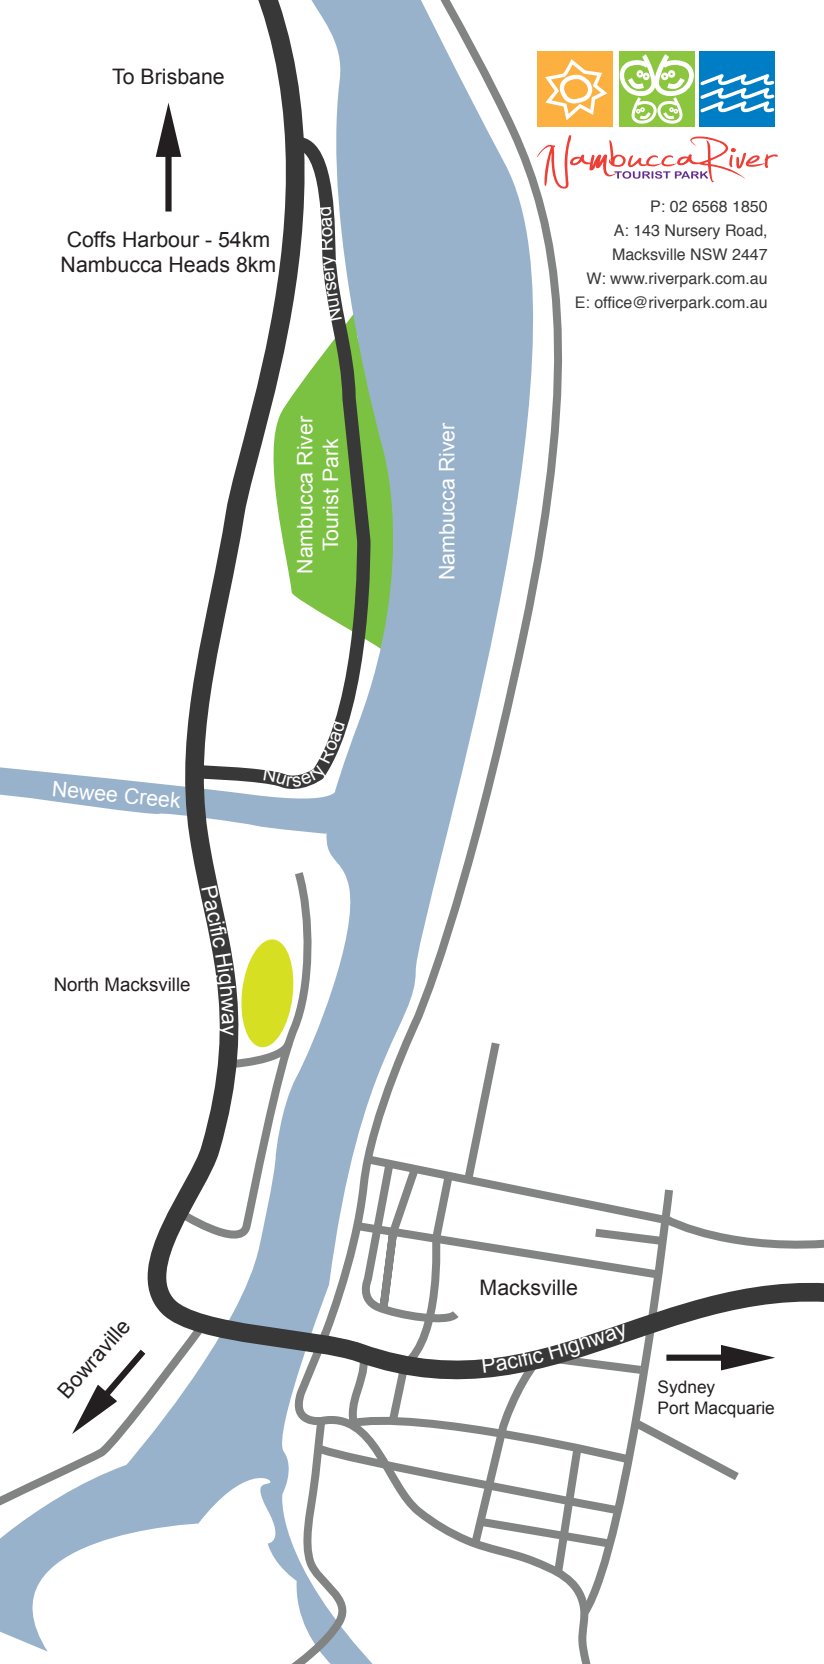 To Brisbane
Coffs Harbour - 54km
Nambucca Heads 8km
Nambucca River
TOURIST PARK
P: 02 6568 1850
A: 143 Nursery Road,
Macksville NSW 2447
W: www.riverpark.com.au
E: office@riverpark.com.au
Nursery Road
Nambucca River
Tourist Park
Nambucca River
Nursery Road
Newee Creek
Pacific Highway
North Macksville
Macksville
Pacific Highway
Bowraville
Sydney
Port Macquarie